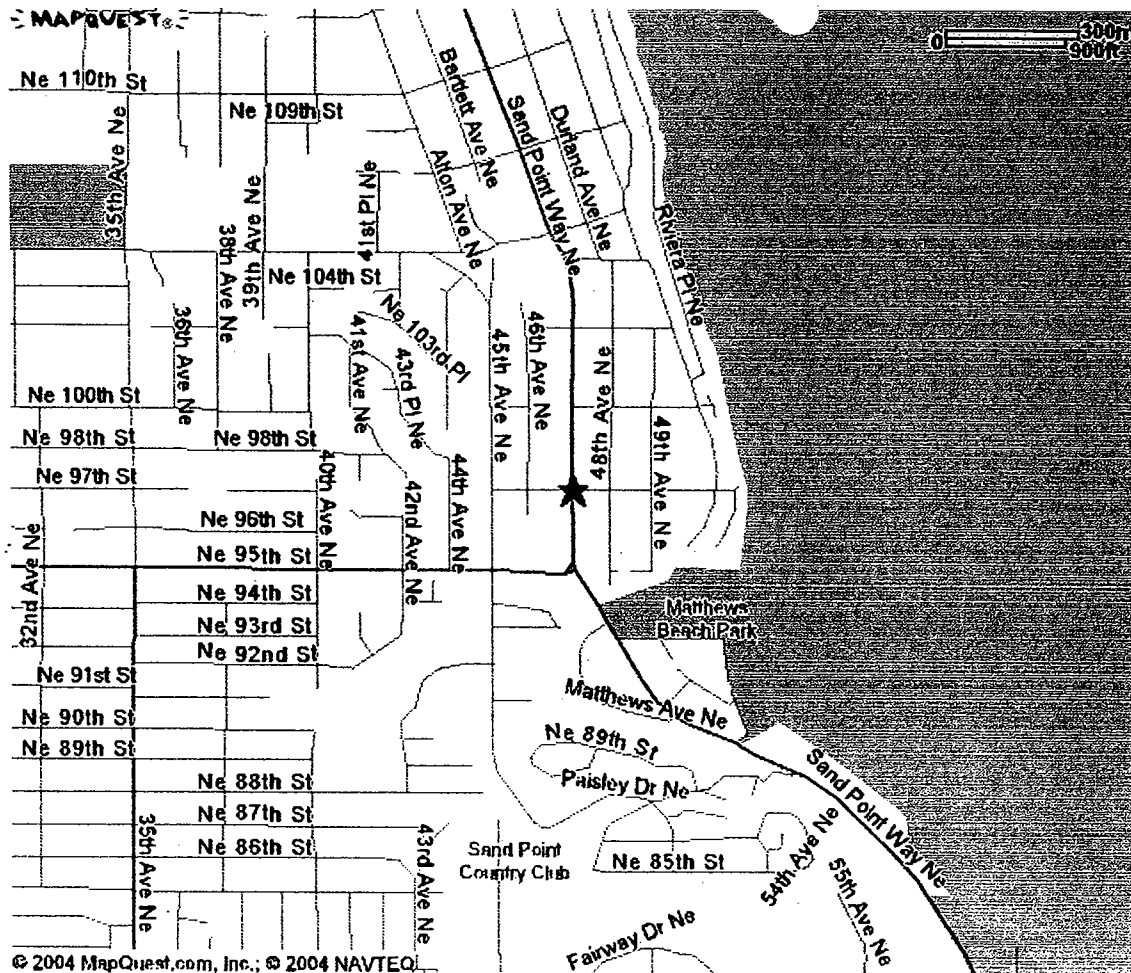 MAPQUEST
300m
0
900ft
Ne 110th St
Ne 109th St
Bartlett Ave Ne
Sand Point Way Ne
Durland Ave Ne
35th Ave Ne
39th Ave Ne
38th Ave Ne
41st Pl Ne
Alton Ave Ne
Riviera Pl Ne
Ne 104th St
Ne 103rd Pl
36th Ave Ne
41st Ave Ne
43rd Pl Ne
45th Ave Ne
46th Ave Ne
48th Ave Ne
49th Ave Ne
Ne 100th St
Ne 98th St
Ne 98th St
Ne 97th St
40th Ave Ne
42nd Ave Ne
44th Ave Ne
Ne 96th St
Ne 95th St
32nd Ave Ne
Ne 94th St
Ne 93rd St
Ne 92nd St
Ne 91st St
Ne 90th St
Ne 89th St
Matthews
Beach Park
Matthews Ave Ne
Ne 89th St
Paisley Dr Ne
Sand Point Way Ne
Ne 88th St
Ne 87th St
Ne 86th St
35th Ave Ne
43rd Ave Ne
Sand Point
Country Club
Ne 85th St
54th Ave Ne
55th Ave Ne
Fairway Dr Ne
© 2004 MapQuest.com, Inc.; © 2004 NAVTEQ